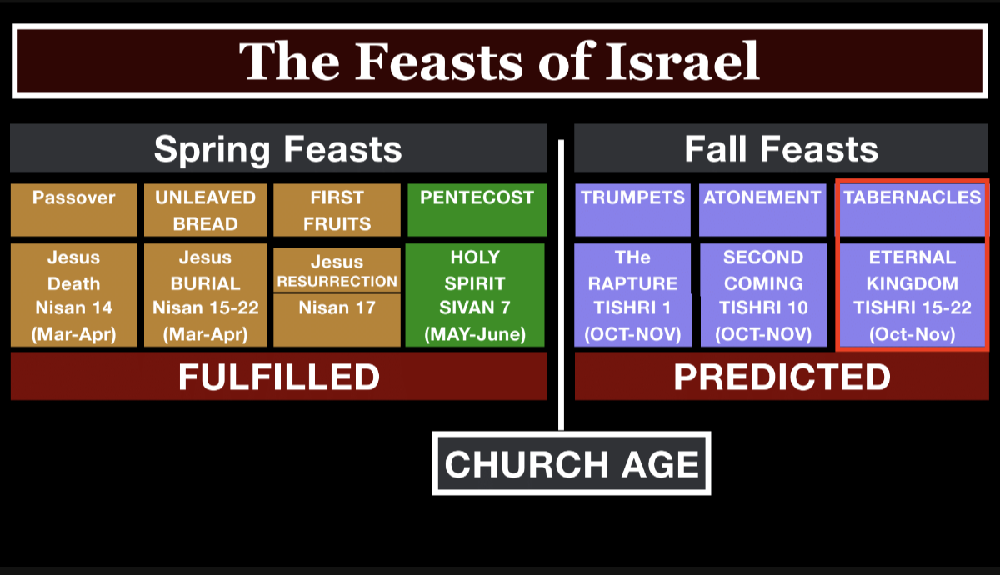 The Feasts of Israel
Spring Feasts
Passover
UNLEAVED
BREAD
FIRST
FRUITS
PENTECOST
Jesus
Death
Nisan 14
(Mar-Apr)
Jesus
BURIAL
Nisan 15-22
(Mar-Apr)
Jesus
RESURRECTION
Nisan 17
HOLY
SPIRIT
SIVAN 7
(MAY-June)
FULFILLED
Fall Feasts
TRUMPETS
ATONEMENT
TABERNACLES
THe
RAPTURE
TISHRI 1
(OCT-NOV)
SECOND
COMING
TISHRI 10
(OCT-NOV)
ETERNAL
KINGDOM
TISHRI 15-22
(Oct-Nov)
PREDICTED
CHURCH AGE